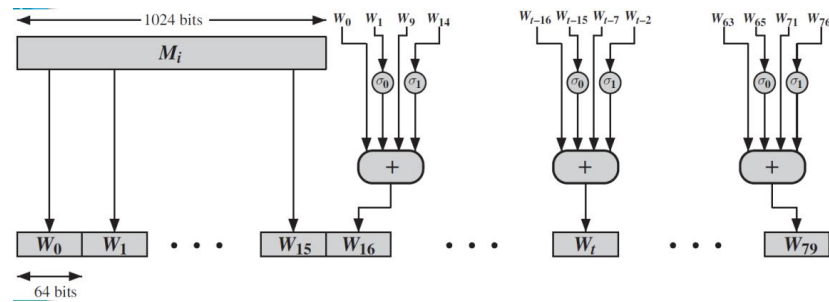 1024 bits
W0 W1 W9 W14
Wt−16 Wt−15 Wt−7 Wt−2
W63 W65 W71 W76
Mi
σ0 σ1
σ0 σ1
σ0 σ1
+ + +
W0 W1 • • • W15 W16 • • • Wt • • • W79
64 bits